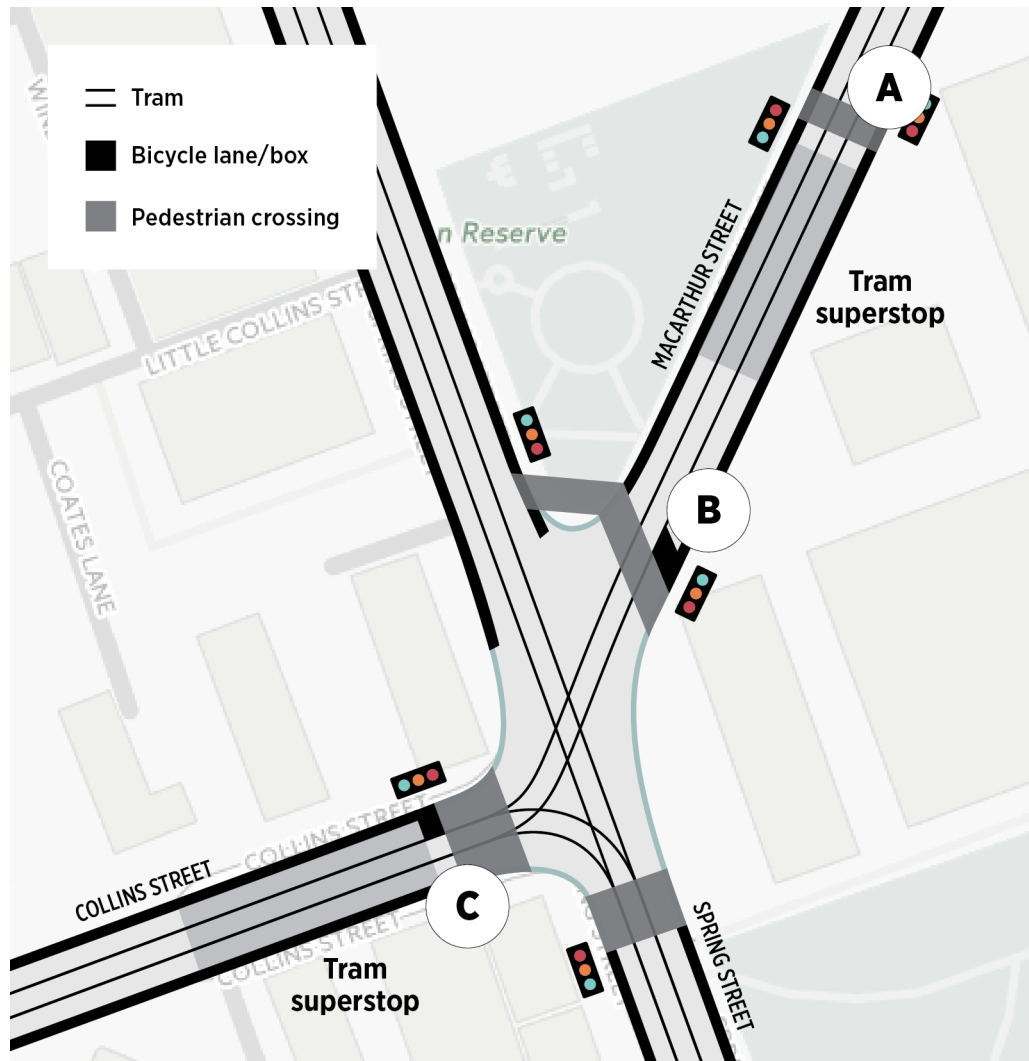 Tram
Bicycle lane/box
Pedestrian crossing
A
n Reserve
MACARTHUR STREET
Tram
superstop
LITTLE COLLINS STR
COATES LANE
B
COLLINS STREET
COLLINS STREET
C
COLLINS STREET
Tram
superstop
SPRING STREET